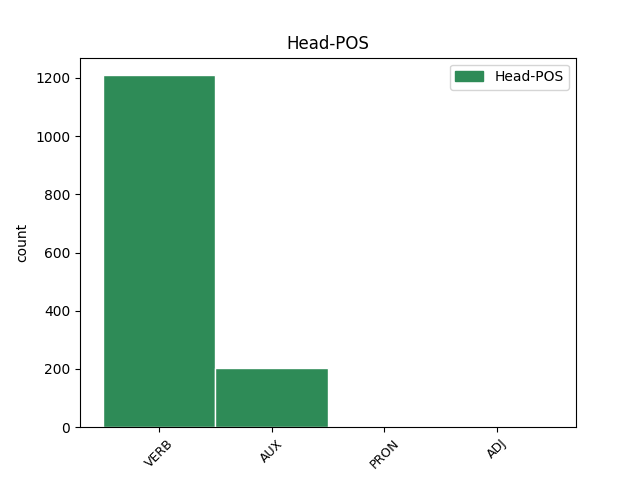 Head-POS
Head-POS
1200
1000
800
600
400
200
0
count
VERB
AUX
PRON
ADJ